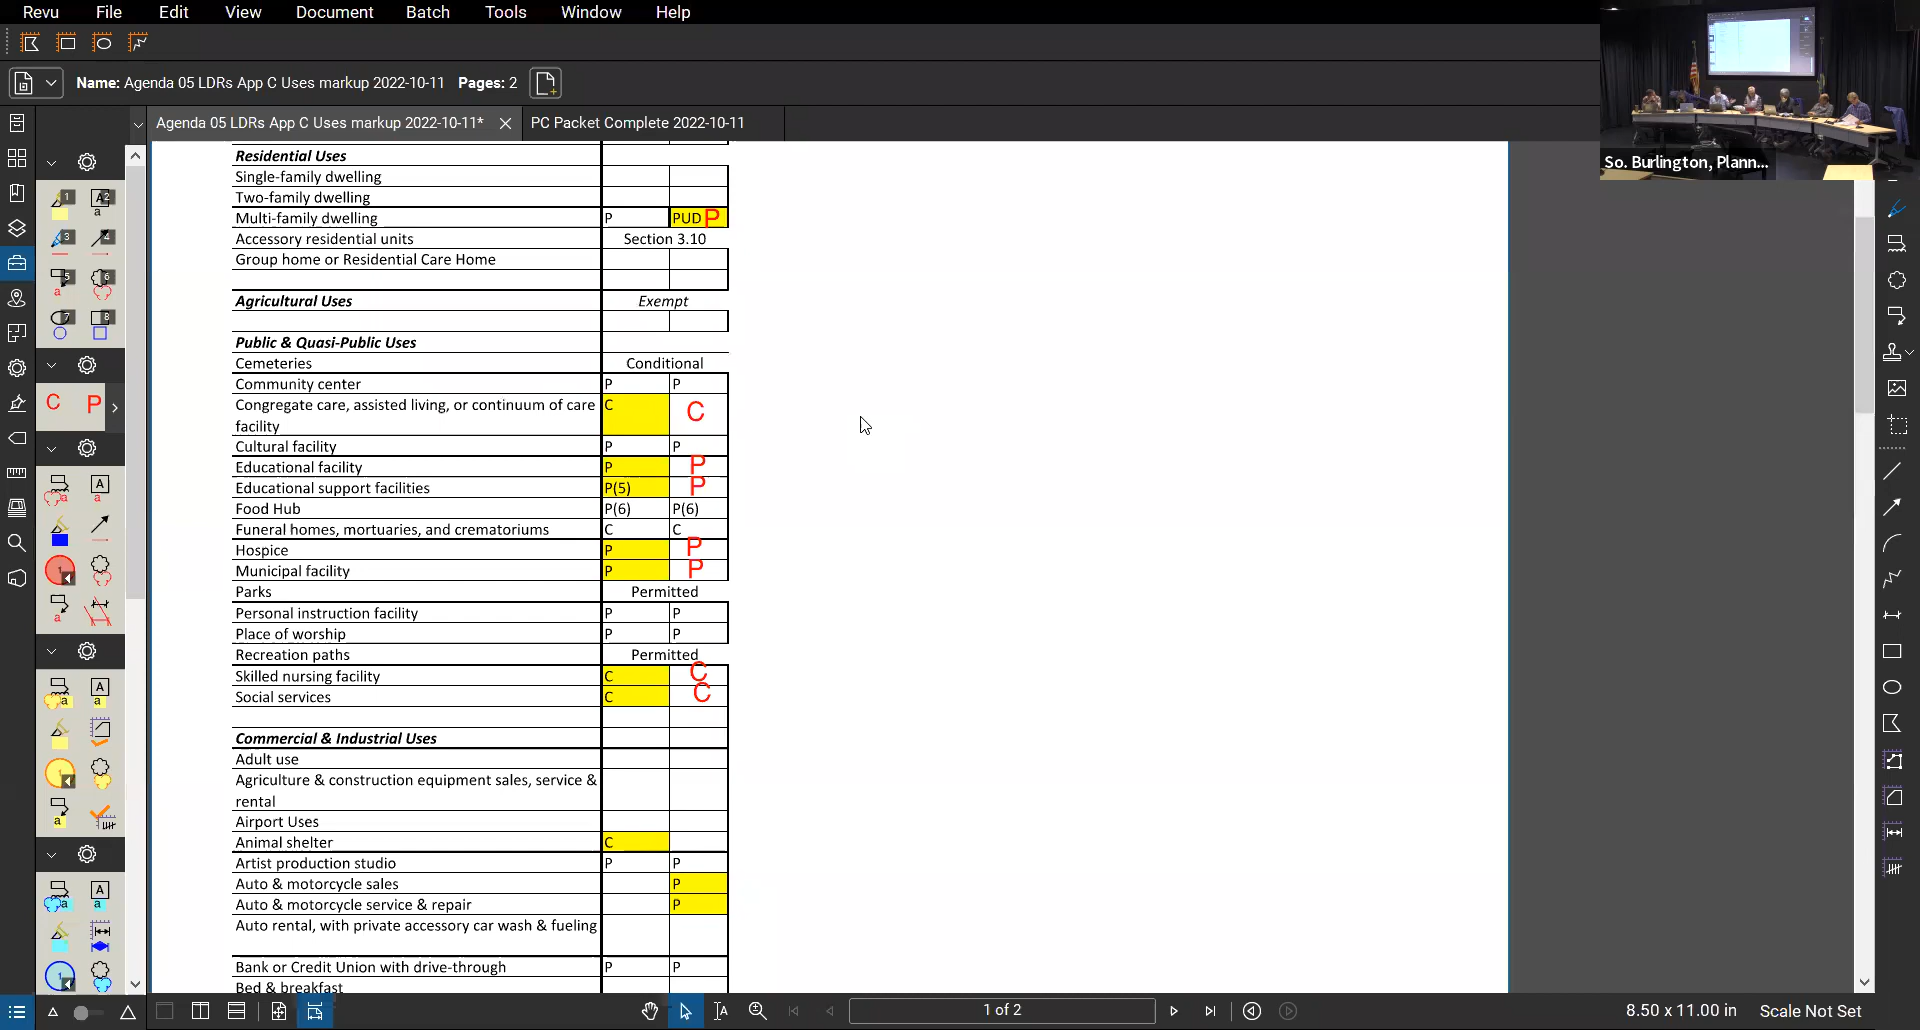 Revu File Edit View Document Batch Tools Window Help
Name: Agenda 05 LDRs App C Uses markup 2022-10-11 Pages: 2
Agenda 05 LDRs App C Uses markup 2022-10-11* PC Packet Complete 2022-10-11
So. Burlington, Plann...
Residential Uses
Single-family dwelling
Two-family dwelling
Multi-family dwelling P PUD P
Accessory residential units Section 3.10
Group home or Residential Care Home
Agricultural Uses Exempt
Public & Quasi-Public Uses
Cemeteries Conditional
Community center P P
Congregate care, assisted living, or continuum of care C C
facility
Cultural facility P P
Educational facility P P
Educational support facilities P(5) P
Food Hub P(6) P(6)
Funeral homes, mortuaries, and crematoriums C C
Hospice P P
Municipal facility P P
Parks Permitted
Personal instruction facility P P
Place of worship P P
Recreation paths Permitted
Skilled nursing facility C C
Social services C C
Commercial & Industrial Uses
Adult use
Agriculture & construction equipment sales, service &
rental
Airport Uses
Animal shelter C
Artist production studio P P
Auto & motorcycle sales P
Auto & motorcycle service & repair P
Auto rental, with private accessory car wash & fueling
Bank or Credit Union with drive-through P P
Bed & breakfast
C P
1 of 2
8.50 x 11.00 in Scale Not Set